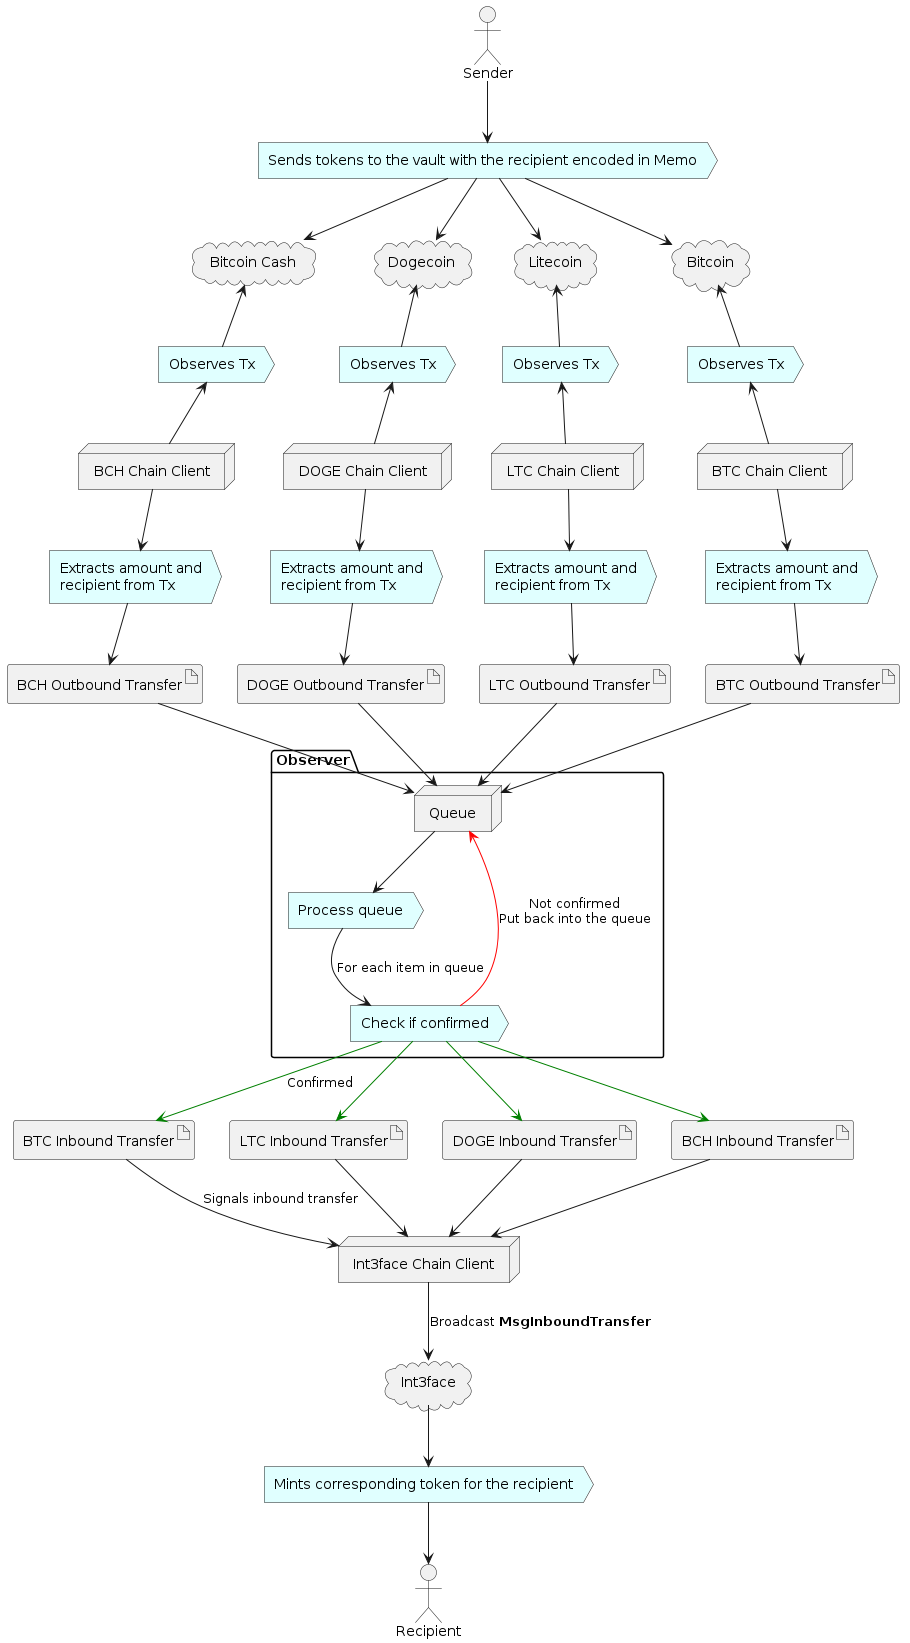 Sender
Sends tokens to the vault with the recipient encoded in Memo
Bitcoin Cash
Dogecoin
Litecoin
Bitcoin
Observes Tx
Observes Tx
Observes Tx
Observes Tx
BCH Chain Client
DOGE Chain Client
LTC Chain Client
BTC Chain Client
Extracts amount and
recipient from Tx
Extracts amount and
recipient from Tx
Extracts amount and
recipient from Tx
Extracts amount and
recipient from Tx
BCH Outbound Transfer
DOGE Outbound Transfer
LTC Outbound Transfer
BTC Outbound Transfer
Observer
Queue
Not confirmed
Put back into the queue
Process queue
For each item in queue
Check if confirmed
Confirmed
BTC Inbound Transfer
LTC Inbound Transfer
DOGE Inbound Transfer
BCH Inbound Transfer
Signals inbound transfer
Int3face Chain Client
Broadcast MsgInboundTransfer
Int3face
Mints corresponding token for the recipient
Recipient